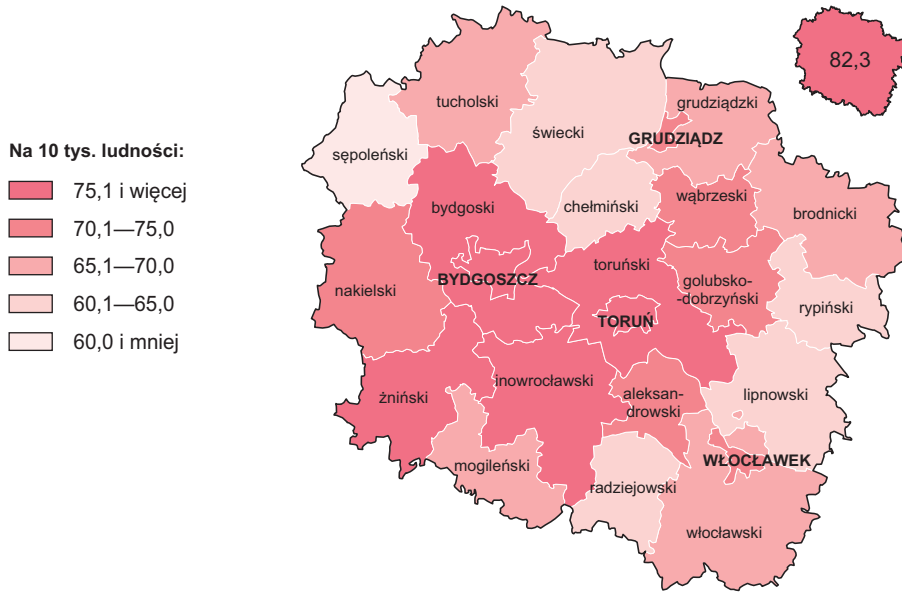 82,3
Na 10 tys. ludności:
75,1 i więcej
70,1—75,0
65,1—70,0
60,1—65,0
60,0 i mniej
tucholski
grudziądzki
świecki
GRUDZIĄDZ
sępoleński
wąbrzeski
brodnicki
bydgoski
chełmiński
toruński
golubsko-
-dobrzyński
BYDGOSZCZ
nakielski
rypiński
TORUŃ
inowrocławski
żniński
aleksan-
drowski
lipnowski
mogileński
WŁOCŁAWEK
radziejowski
włocławski